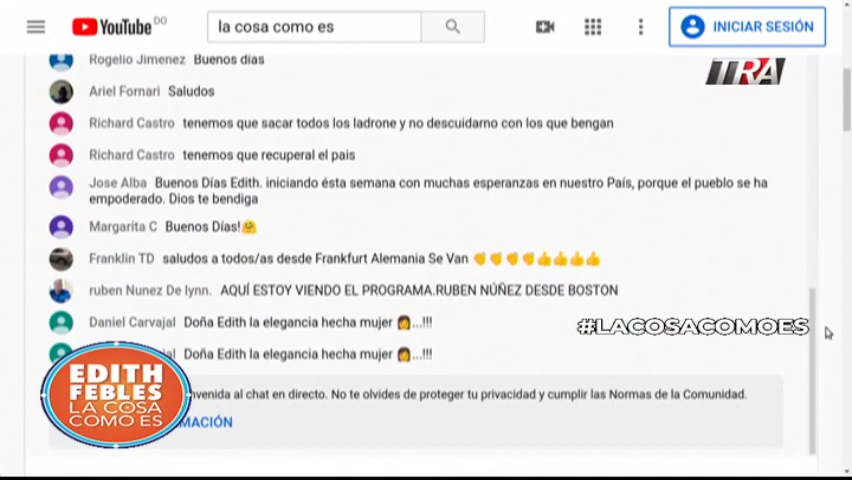 YouTube DO
la cosa como es
INICIAR SESIÓN
TRA
Rogelio Jimenez Buenos días
Ariel Fornari Saludos
Richard Castro tenemos que sacar todos los ladrone y no descuidarno con los que bengan
Richard Castro tenemos que recuperal el pais
Jose Alba Buenos Días Edith. iniciando ésta semana con muchas esperanzas en nuestro País, porque el pueblo se ha
empoderado. Dios te bendiga
Margarita C Buenos Días!🤗
Franklin TD saludos a todos/as desde Frankfurt Alemania Se Van 👏👏👏👏👍👍👍👍
ruben Nunez De lynn. AQUÍ ESTOY VIENDO EL PROGRAMA.RUBEN NÚÑEZ DESDE BOSTON
Daniel Carvajal Doña Edith la elegancia hecha mujer 👩...!!!
#LACOSACOMOES
Doña Edith la elegancia hecha mujer 👩...!!!
EDITH
FEBLES
LA COSA
COMO ES
nvenida al chat en directo. No te olvides de proteger tu privacidad y cumplir las Normas de la Comunidad.
MACIÓN